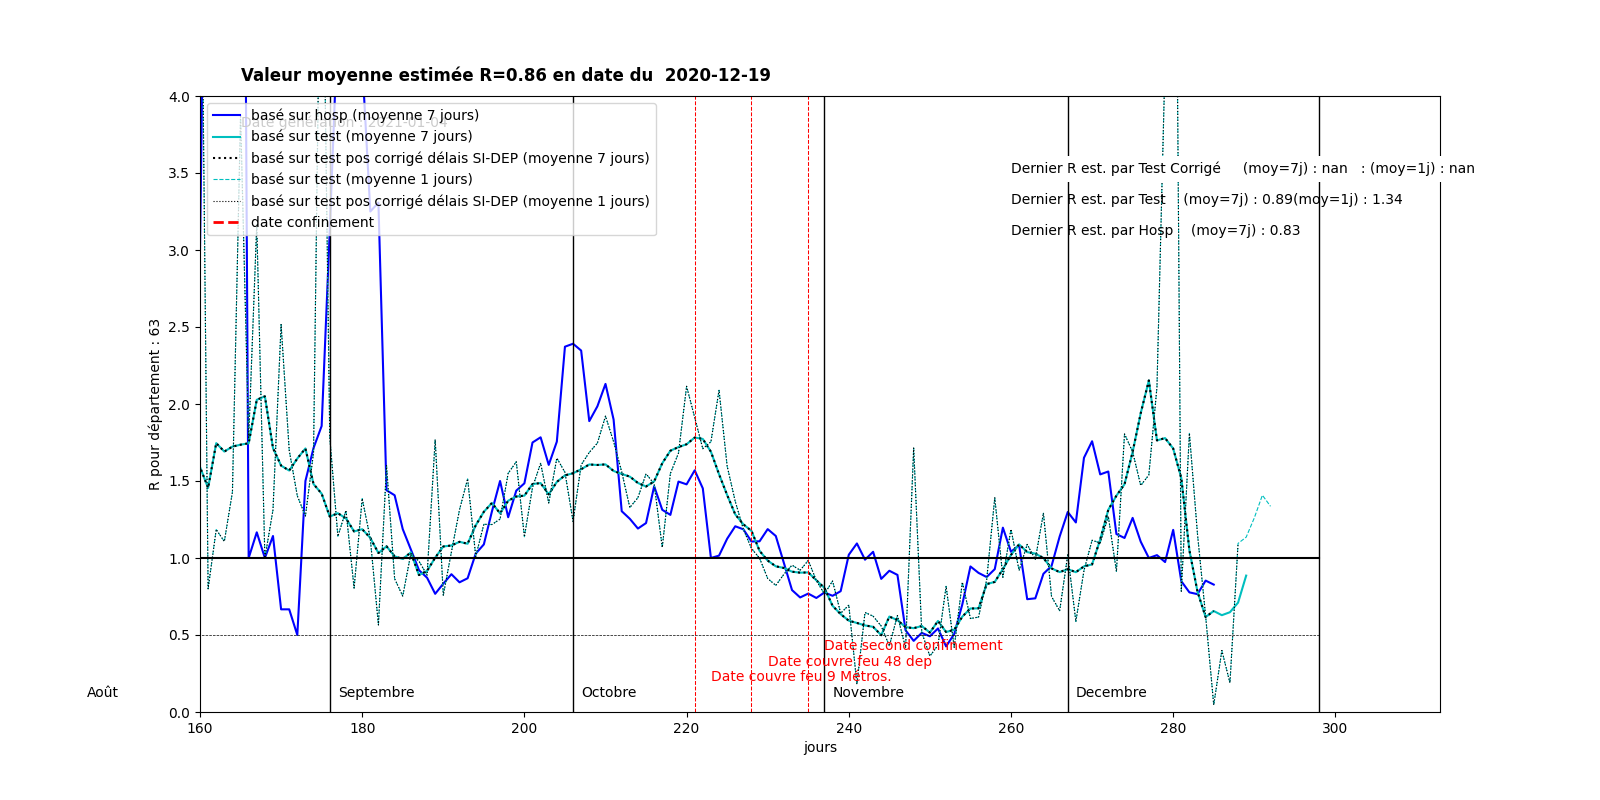 Valeur moyenne estimée R=0.86 en date du  2020-12-19
4.0
3.5
3.0
2.5
2.0
1.5
1.0
0.5
0.0
R pour département : 63
basé sur hosp (moyenne 7 jours)
Date génération : 2021-01-04
basé sur test (moyenne 7 jours)
basé sur test pos corrigé délais SI-DEP (moyenne 7 jours)
basé sur test (moyenne 1 jours)
basé sur test pos corrigé délais SI-DEP (moyenne 1 jours)
date confinement
Dernier R est. par Test Corrigé     (moy=7j) : nan   : (moy=1j) : nan
Dernier R est. par Test    (moy=7j) : 0.89(moy=1j) : 1.34
Dernier R est. par Hosp    (moy=7j) : 0.83
Date second confinement
Date couvre feu 48 dep
Date couvre feu 9 Métros.
Août
Septembre
Octobre
Novembre
Decembre
160 180 200 220 240 260 280 300
jours